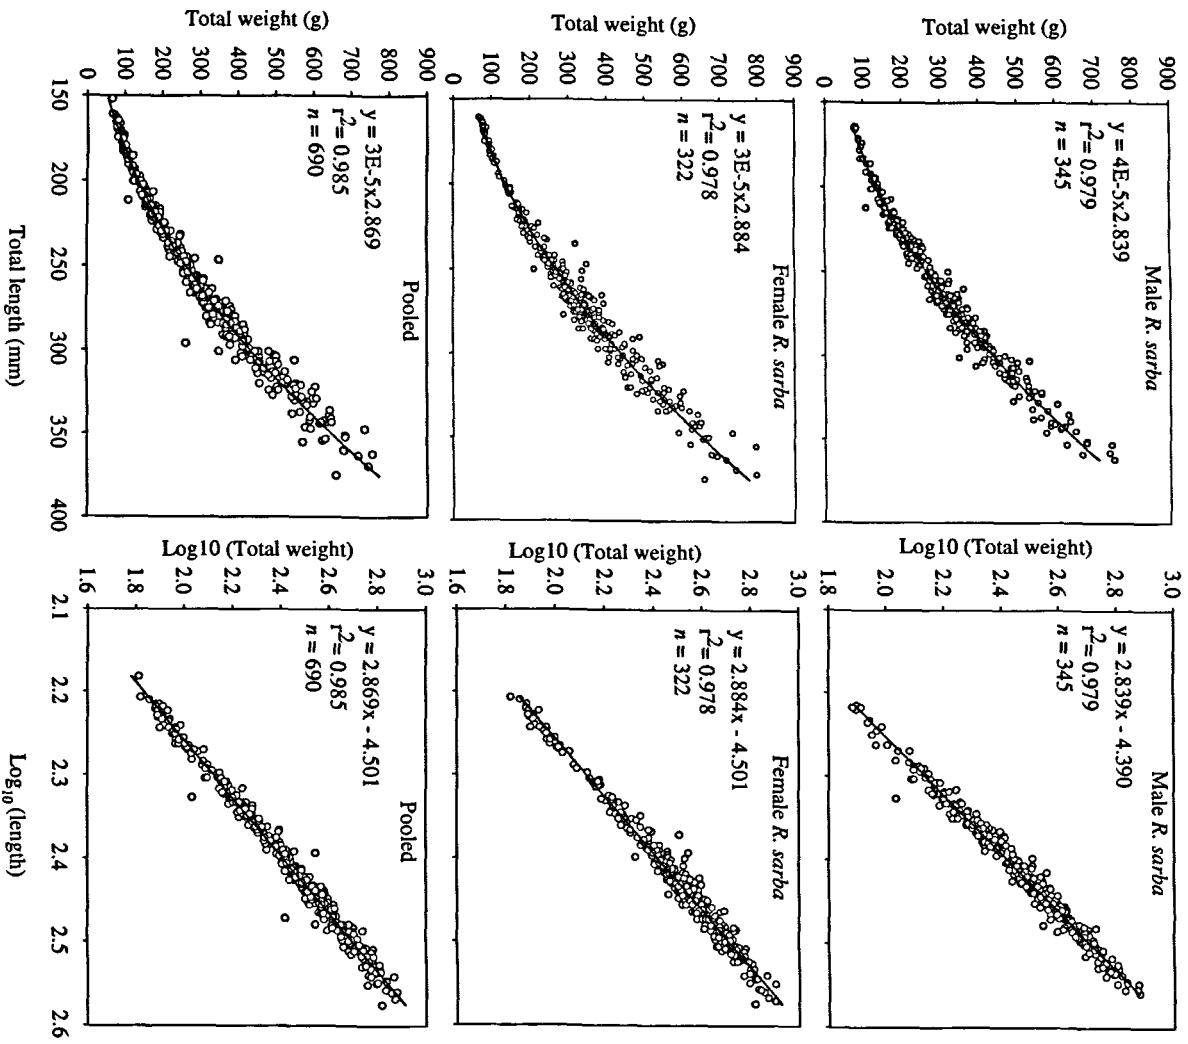 Male R. sarba
y = 4E-5x2.839
r2= 0.979
n = 345
Total weight (g)
900
800
700
600
500
400
300
200
100
Male R. sarba
y = 2.839x - 4.390
r2= 0.979
n = 345
Log10 (Total weight)
3.0
2.8
2.6
2.4
2.2
2.0
1.8
Female R. sarba
y = 3E-5x2.884
r2= 0.978
n = 322
Total weight (g)
900
800
700
600
500
400
300
200
100
0
Female R. sarba
y = 2.884x - 4.501
r2= 0.978
n = 322
Log10 (Total weight)
3.0
2.8
2.6
2.4
2.2
2.0
1.8
1.6
Pooled
y = 3E-5x2.869
r2= 0.985
n = 690
Total weight (g)
900
800
700
600
500
400
300
200
100
0
150 200 250 300 350 400
Total length (mm)
Pooled
y = 2.869x - 4.501
r2= 0.985
n = 690
Log10 (Total weight)
3.0
2.8
2.6
2.4
2.2
2.0
1.8
1.6
2.1 2.2 2.3 2.4 2.5 2.6
Log10 (length)